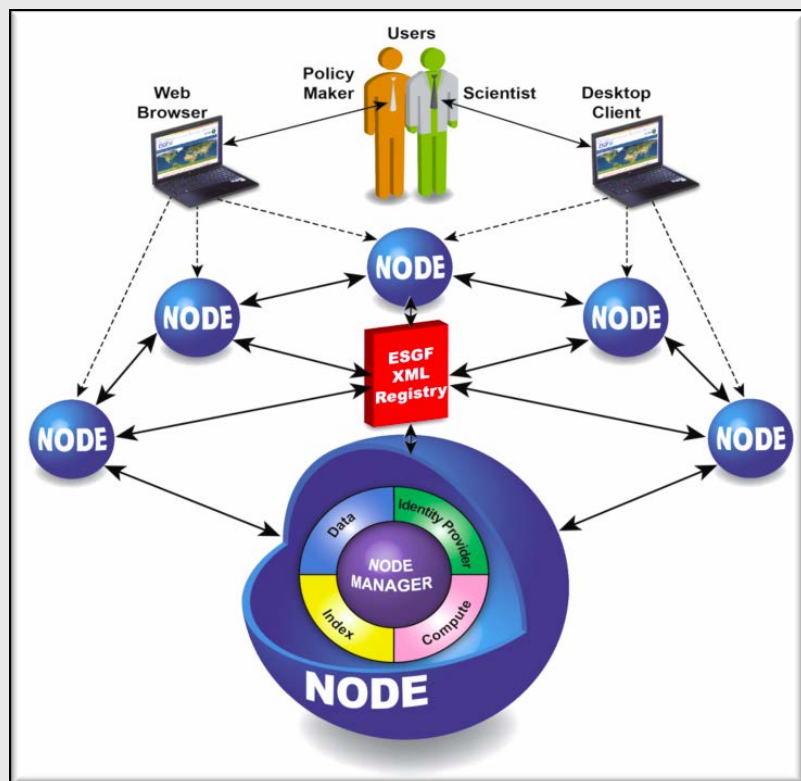 Users
Policy
Maker
Scientist
Web
Browser
Desktop
Client
NODE
NODE
NODE
ESGF
XML
Registry
NODE
NODE
Data
Identity Provider
NODE
MANAGER
Index
Compute
NODE